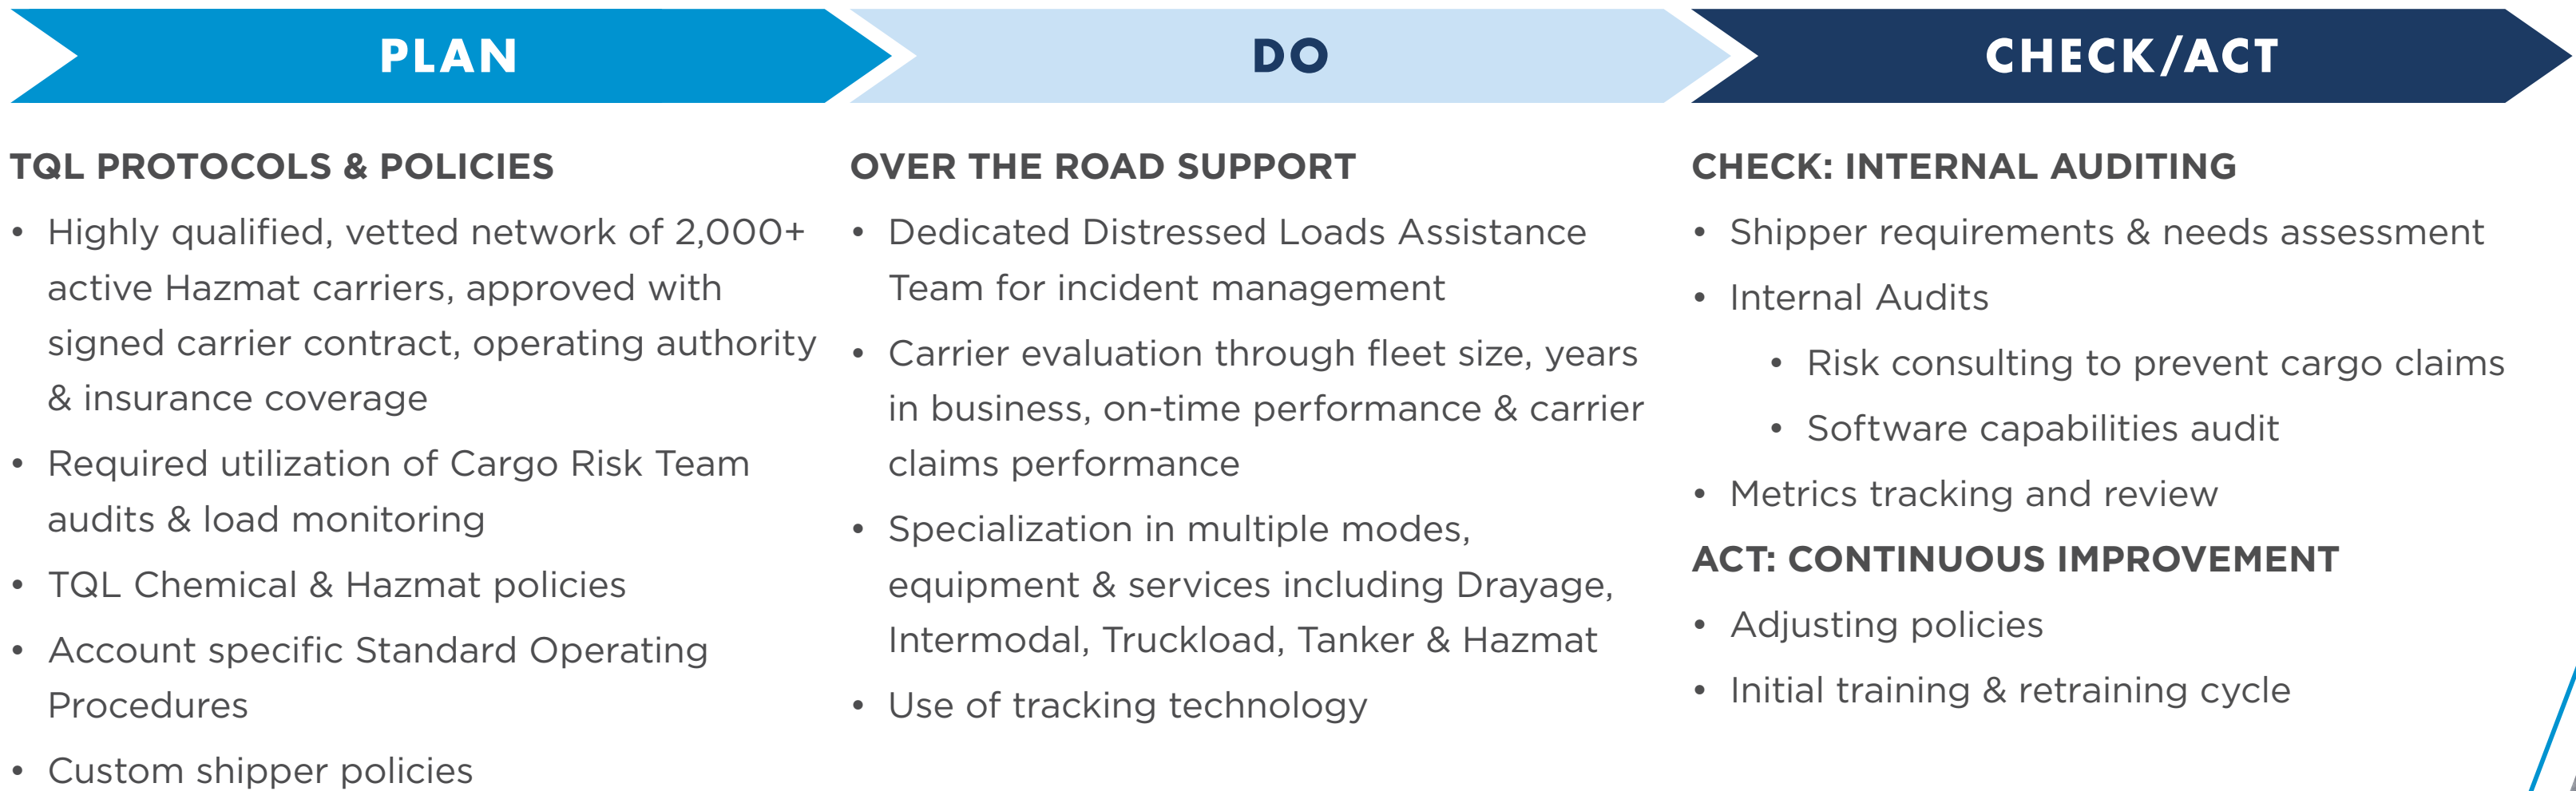 PLAN
DO
CHECK/ACT
TQL PROTOCOLS & POLICIES
• Highly qualified, vetted network of 2,000+
active Hazmat carriers, approved with
signed carrier contract, operating authority
& insurance coverage
• Required utilization of Cargo Risk Team
audits & load monitoring
• TQL Chemical & Hazmat policies
• Account specific Standard Operating
Procedures
• Custom shipper policies
OVER THE ROAD SUPPORT
• Dedicated Distressed Loads Assistance
Team for incident management
• Carrier evaluation through fleet size, years
in business, on-time performance & carrier
claims performance
• Specialization in multiple modes,
equipment & services including Drayage,
Intermodal, Truckload, Tanker & Hazmat
• Use of tracking technology
CHECK: INTERNAL AUDITING
• Shipper requirements & needs assessment
• Internal Audits
• Risk consulting to prevent cargo claims
• Software capabilities audit
• Metrics tracking and review
ACT: CONTINUOUS IMPROVEMENT
• Adjusting policies
• Initial training & retraining cycle